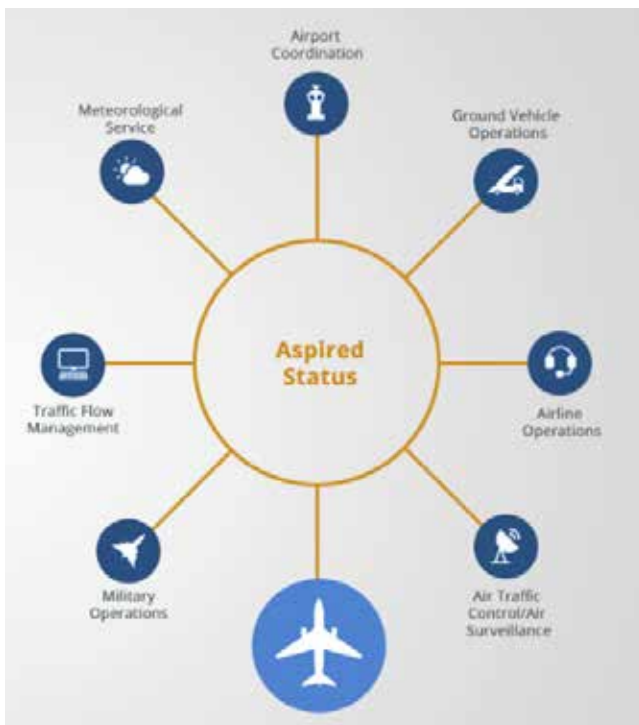 Airport
Coordination
Meteorological
Service
Ground Vehicle
Operations
Aspired
Status
Traffic Flow
Management
Airline
Operations
Military
Operations
Air Traffic
Control/Air
Surveillance